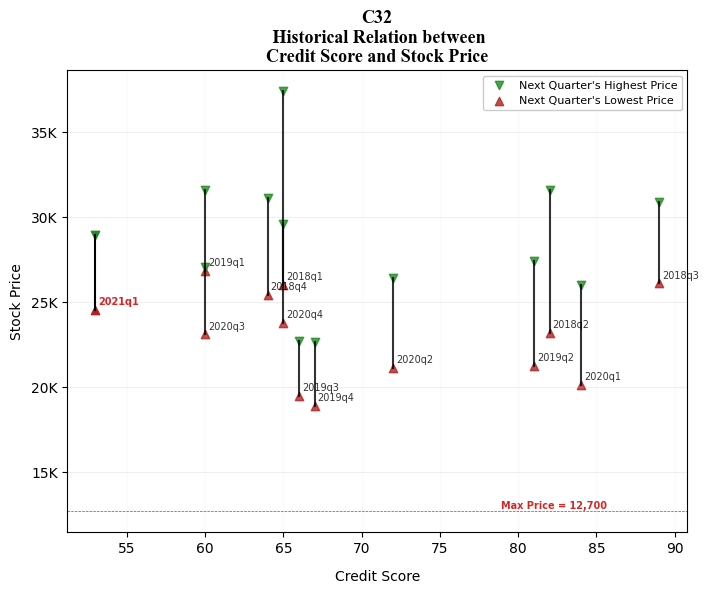 C32
Historical Relation between
Credit Score and Stock Price
Next Quarter's Highest Price
Next Quarter's Lowest Price
35K
30K
25K
20K
15K
Stock Price
2019q1
2018q1
2018q3
2018q4
2021q1
2020q4
2018q2
2020q3
2020q2
2019q2
2020q1
2019q3
2019q4
Max Price = 12,700
55 60 65 70 75 80 85 90
Credit Score